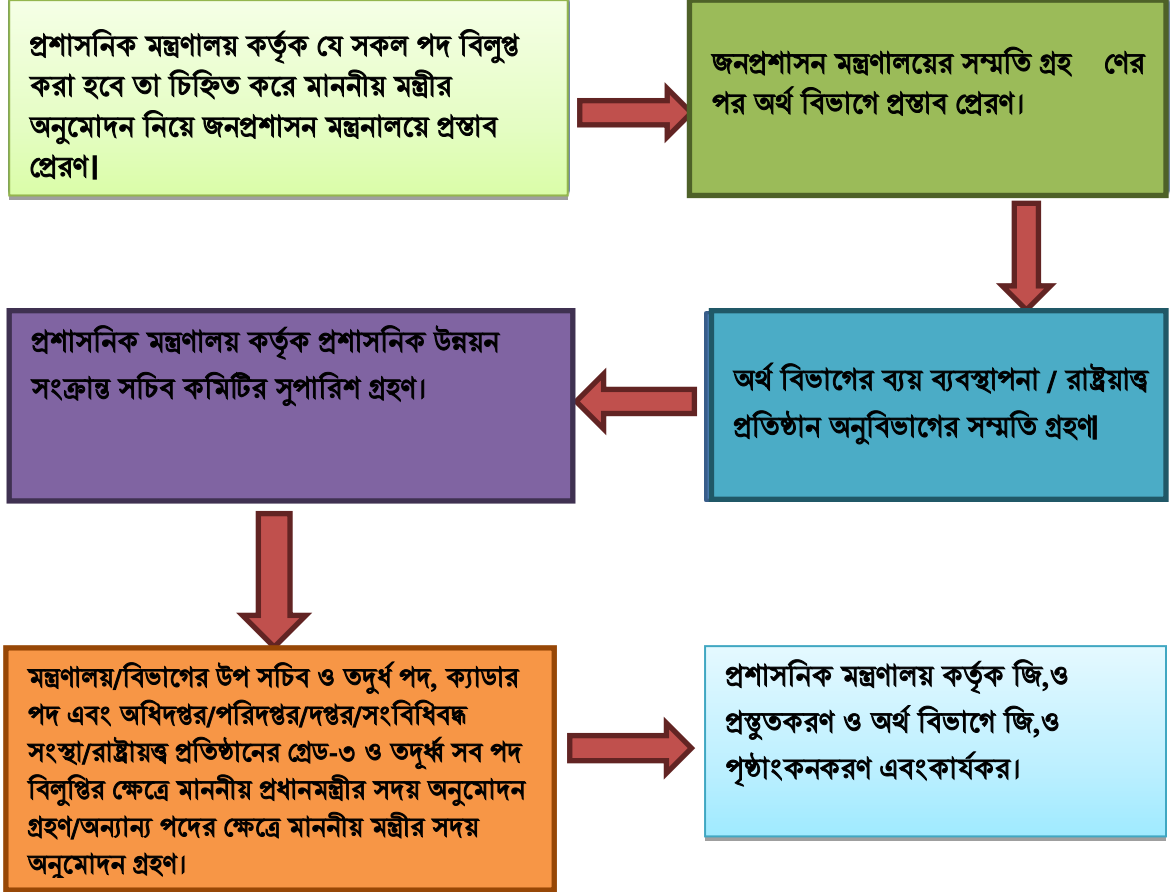 প্রশাসনিক মন্ত্রণালয় কর্তৃক যে সকল পদ বিলুপ্ত
করা হবে তা চিহ্নিত করে মাননীয় মন্ত্রীর
অনুমোদন নিয়ে জনপ্রশাসন মন্ত্রনালয়ে প্রস্তাব
প্রেরণ|
জনপ্রশাসন মন্ত্রণালয়ের সম্মতি গ্রহ ণের
পর অর্থ বিভাগে প্রস্তাব প্রেরণ।
অর্থ বিভাগের ব্যয় ব্যবস্থাপনা / রাষ্ট্রয়াত্ত্ব
প্রতিষ্ঠান অনুবিভাগের সম্মতি গ্রহণ|
প্রশাসনিক মন্ত্রণালয় কর্তৃক প্রশাসনিক উন্নয়ন
সংক্রান্ত সচিব কমিটির সুপারিশ গ্রহণ।
মন্ত্রণালয়/বিভাগের উপ সচিব ও তদুর্ধ পদ, ক্যাডার
পদ এবং অধিদপ্তর/পরিদপ্তর/দপ্তর/সংবিধিবদ্ধ
সংস্থা/রাষ্ট্রায়ত্ত্ব প্রতিষ্ঠানের গ্রেড-৩ ও তদূর্ধ্ব সব পদ
বিলুপ্তির ক্ষেত্রে মাননীয় প্রধানমন্ত্রীর সদয় অনুমোদন
গ্রহণ/অন্যান্য পদের ক্ষেত্রে মাননীয় মন্ত্রীর সদয়
অনুমোদন গ্রহণ।
প্রশাসনিক মন্ত্রণালয় কর্তৃক জি,ও
প্রস্তুতকরণ ও অর্থ বিভাগে জি,ও
পৃষ্ঠাংকনকরণ এবংকার্যকর।